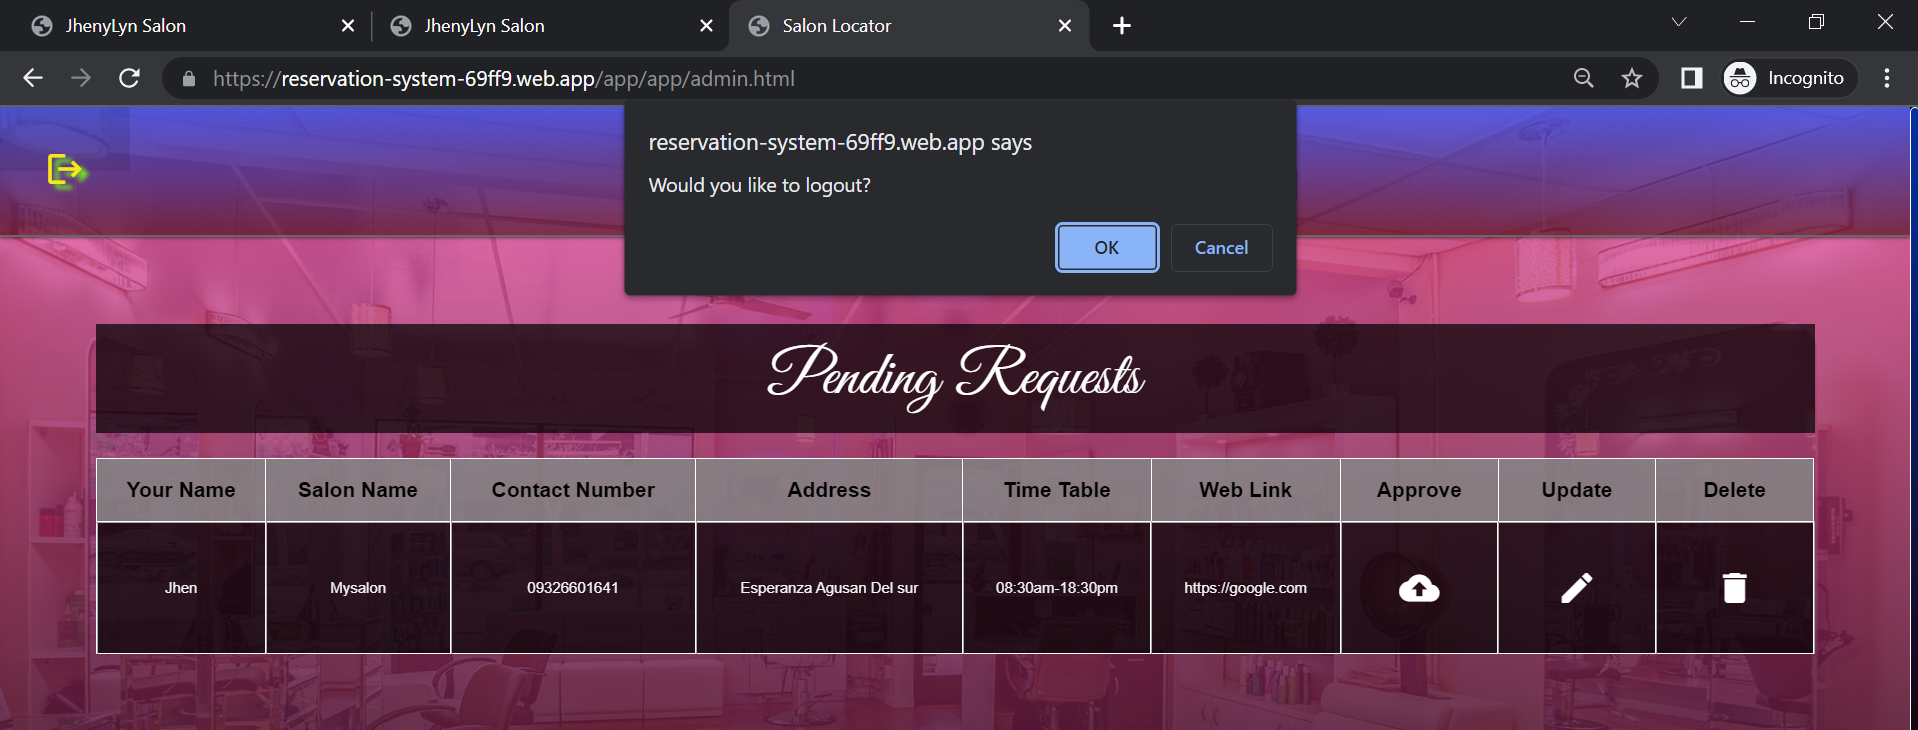 JhenyLyn Salon
JhenyLyn Salon
Salon Locator
https://reservation-system-69ff9.web.app/app/app/admin.html
Incognito
reservation-system-69ff9.web.app says
Would you like to logout?
OK Cancel
Pending Requests
Your Name Salon Name Contact Number Address Time Table Web Link Approve Update Delete
Jhen Mysalon 09326601641 Esperanza Agusan Del sur 08:30am-18:30pm https://google.com